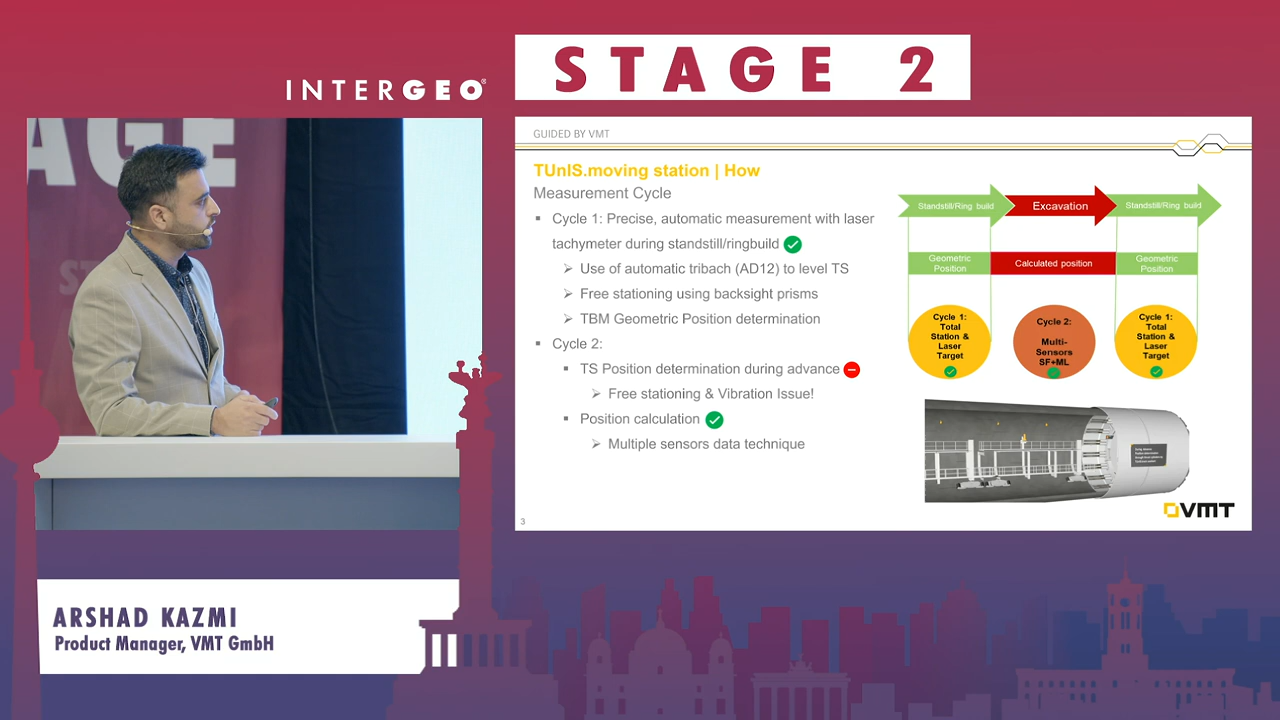 STAGE 2
INTERGEO®
AGE
GUIDED BY VMT
TUnIS.moving station | How
Measurement Cycle
Cycle 1: Precise, automatic measurement with laser
tachymeter during standstill/ringbuild
Use of automatic tribach (AD12) to level TS
Free stationing using backsight prisms
TBM Geometric Position determination
Cycle 2:
TS Position determination during advance
Free stationing & Vibration Issue!
Position calculation
Multiple sensors data technique
Standstill/Ring build
Excavation
Standstill/Ring build
Geometric
Position
Calculated position
Geometric
Position
Cycle 1:
Total
Station &
Laser
Target
Cycle 2:
Multi-
Sensors
SF+ML
Cycle 1:
Total
Station &
Laser
Target
VMT
3
ARSHAD KAZMI
Product Manager, VMT GmbH